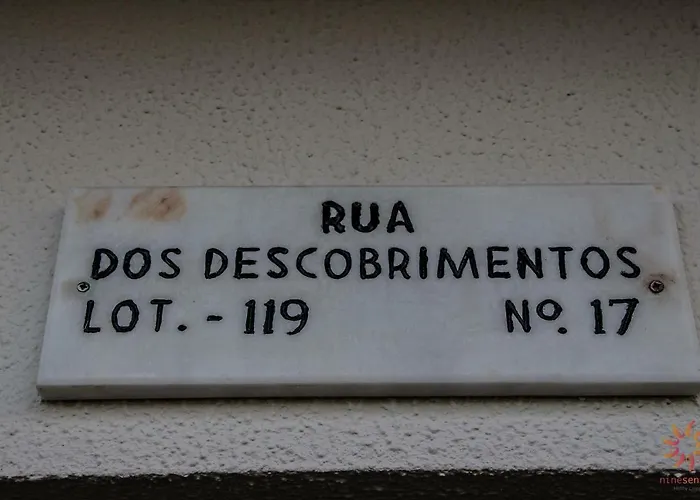 RUA
DOS DESCOBRIMENTOS
LOT. - 119 Nº. 17